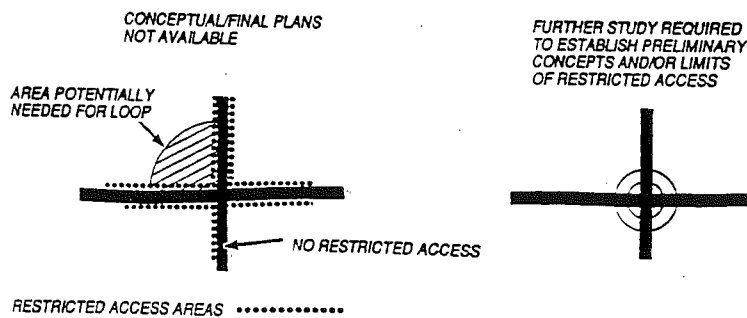 CONCEPTUAL/FINAL PLANS
NOT AVAILABLE
AREA POTENTIALLY
NEEDED FOR LOOP
NO RESTRICTED ACCESS
RESTRICTED ACCESS AREAS
FURTHER STUDY REQUIRED
TO ESTABLISH PRELIMINARY
CONCEPTS AND/OR LIMITS
OF RESTRICTED ACCESS